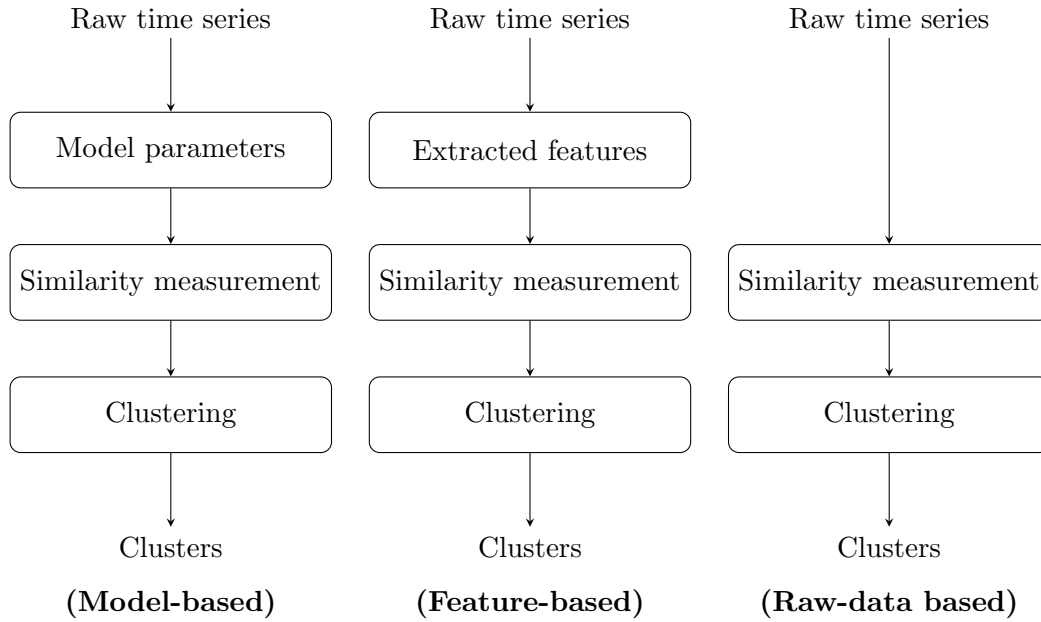 Raw time series
Raw time series
Raw time series
Model parameters
Extracted features
Similarity measurement
Similarity measurement
Similarity measurement
Clustering
Clustering
Clustering
Clusters
Clusters
Clusters
(Model-based)
(Feature-based)
(Raw-data based)